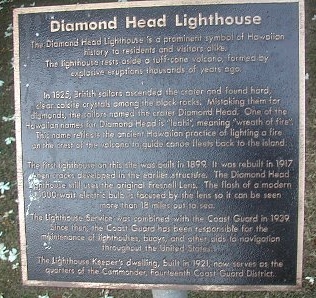 Diamond Head Lighthouse
The Diamond Head Lighthouse is a prominent symbol of Hawaiian
history to residents and visitors alike.
The lighthouse rests aside a tuff-cone volcano, formed by
explosive eruptions thousands of years ago.
In 1825, British sailors ascended the crater and found hard,
clear calcite crystals among the black rocks. Mistaking them for
diamonds, the sailors named the crater Diamond Head. One of the
Hawaiian names for Diamond Head is "leahi", meaning "wreath of fire".
This name reflects the ancient Hawaiian practice of lighting a fire
on the crest of the volcano to guide canoe fleets back to the island.
The first lighthouse on this site was built in 1899. It was rebuilt in 1917
when cracks developed in the earlier structure. The Diamond Head
Lighthouse still uses the original Fresnel Lens. The flash of a modern
000-watt electric bulb is focused by the lens so it can be seen
more than 18 miles out to sea.
The Lighthouse Service was combined with the Coast Guard in 1939.
Since then, the Coast Guard has been responsible for the
maintenance of lighthouses, buoys, and other aids to navigation
throughout the United States.
The Lighthouse Keeper's dwelling, built in 1921, now serves as the
quarters of the Commander, Fourteenth Coast Guard District.